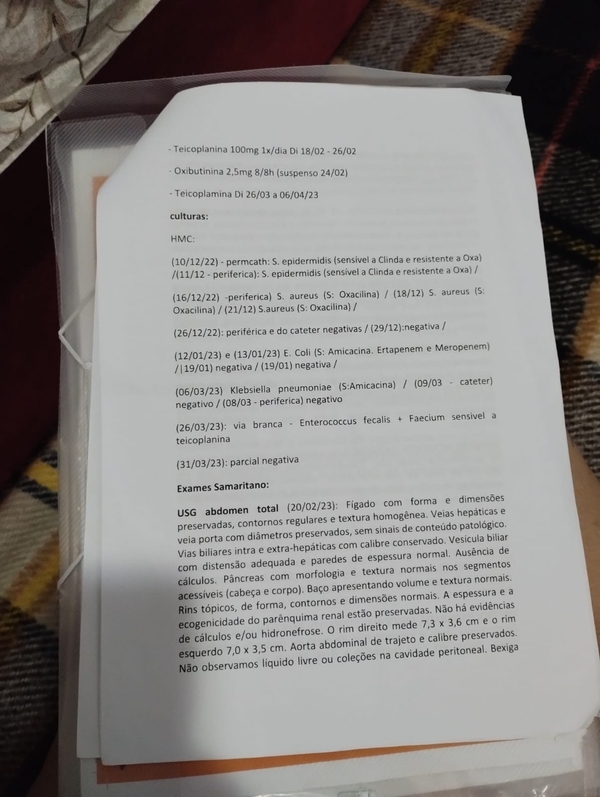 - Teicoplanina 100mg 1x/dia Di 18/02 - 26/02
- Oxibutinina 2,5mg 8/8h (suspenso 24/02)
- Teicoplamina Di 26/03 a 06/04/23
culturas:
HMC:
(10/12/22) - permcath: S. epidermidis (sensível a Clinda e resistente a Oxa)
/(11/12 - periferica): S. epidermidis (sensível a Clinda e resistente a Oxa) /
(16/12/22) -periferica) S. aureus (S: Oxacilina) / (18/12) S. aureus (S:
Oxacilina) / (21/12) S.aureus (S: Oxacilina) /
(26/12/22): periférica e do cateter negativas / (29/12):negativa /
(12/01/23) e (13/01/23) E. Coli (S: Amicacina. Ertapenem e Meropenem)
/|19/01) negativa / (19/01) negativa /
(06/03/23) Klebsiella pneumoniae (S:Amicacina) / (09/03 - cateter)
negativo / (08/03 - periferica) negativo
(26/03/23): via branca - Enterococcus fecalis + Faecium sensivel a
teicoplanina
(31/03/23): parcial negativa
Exames Samaritano:
USG abdomen total (20/02/23): Fígado com forma e dimensões
preservadas, contornos regulares e textura homogênea. Veias hepáticas e
veia porta com diâmetros preservados, sem sinais de conteúdo patológico.
Vias biliares intra e extra-hepáticas com calibre conservado. Vesícula biliar
com distensão adequada e paredes de espessura normal. Ausência de
cálculos. Pâncreas com morfologia e textura normais nos segmentos
acessíveis (cabeça e corpo). Baço apresentando volume e textura normais.
Rins tópicos, de forma, contornos e dimensões normais. A espessura e a
ecogenicidade do parênquima renal estão preservadas. Não há evidências
de cálculos e/ou hidronefrose. O rim direito mede 7,3 x 3,6 cm e o rim
esquerdo 7,0 x 3,5 cm. Aorta abdominal de trajeto e calibre preservados.
Não observamos líquido livre ou coleções na cavidade peritoneal. Bexiga